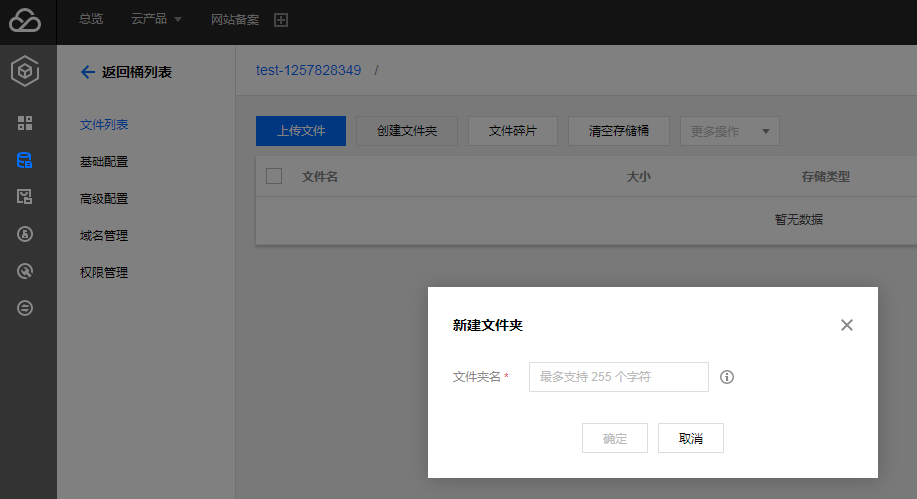 总览 云产品 网站备案
返回桶列表
test-1257828349 /
文件列表
基础配置
高级配置
域名管理
权限管理
上传文件 创建文件夹 文件碎片 清空存储桶 更多操作
文件名 大小 存储类型
暂无数据
新建文件夹
文件夹名 * 最多支持 255 个字符
确定 取消